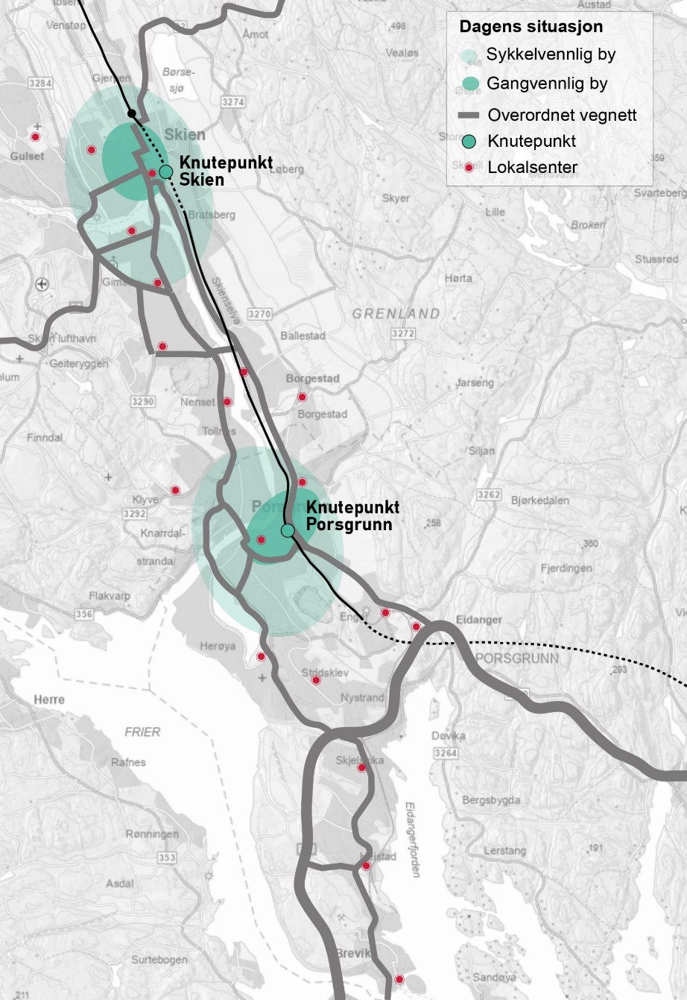 Venstøp
Åmot
498
Austad
Vealøs
Dagens situasjon
Sykkelvennlig by
Gangvennlig by
Overordnet vegnett
Knutepunkt
Lokalsenter
3284
Gjerpen
Børse-
sjø
3274
Skien
Gulset
Knutepunkt
Skien
Løberg
359
Skyer
Svarteberg
Lille
Bratsberg
Broken
Stussrød
Hørta
Skienselva
3270
GRENLAND
3272
Ballestad
Skien lufthavn
Geiteryggen
Borgestad
Jarseng
3290
Nenset
Borgestad
Finndal
Tollnes
Siljan
3262
Klyve
Bjørkedalen
3292
Knutepunkt
Porsgrunn
258
Knarrdal-
stranda
360
Fjerdingen
Flakvarp
356
Eidanger
Herøya
PORSGRUNN
293
Stridsklev
Nystrand
Herre
FRIER
Døvika
3264
Rafnes
Skjelsvika
Bergsbygda
Eidangerfjorden
Rønningen
353
Heistad
Lerstang
191
Asdal
Brevik
Surtebogen
Sandøya
211